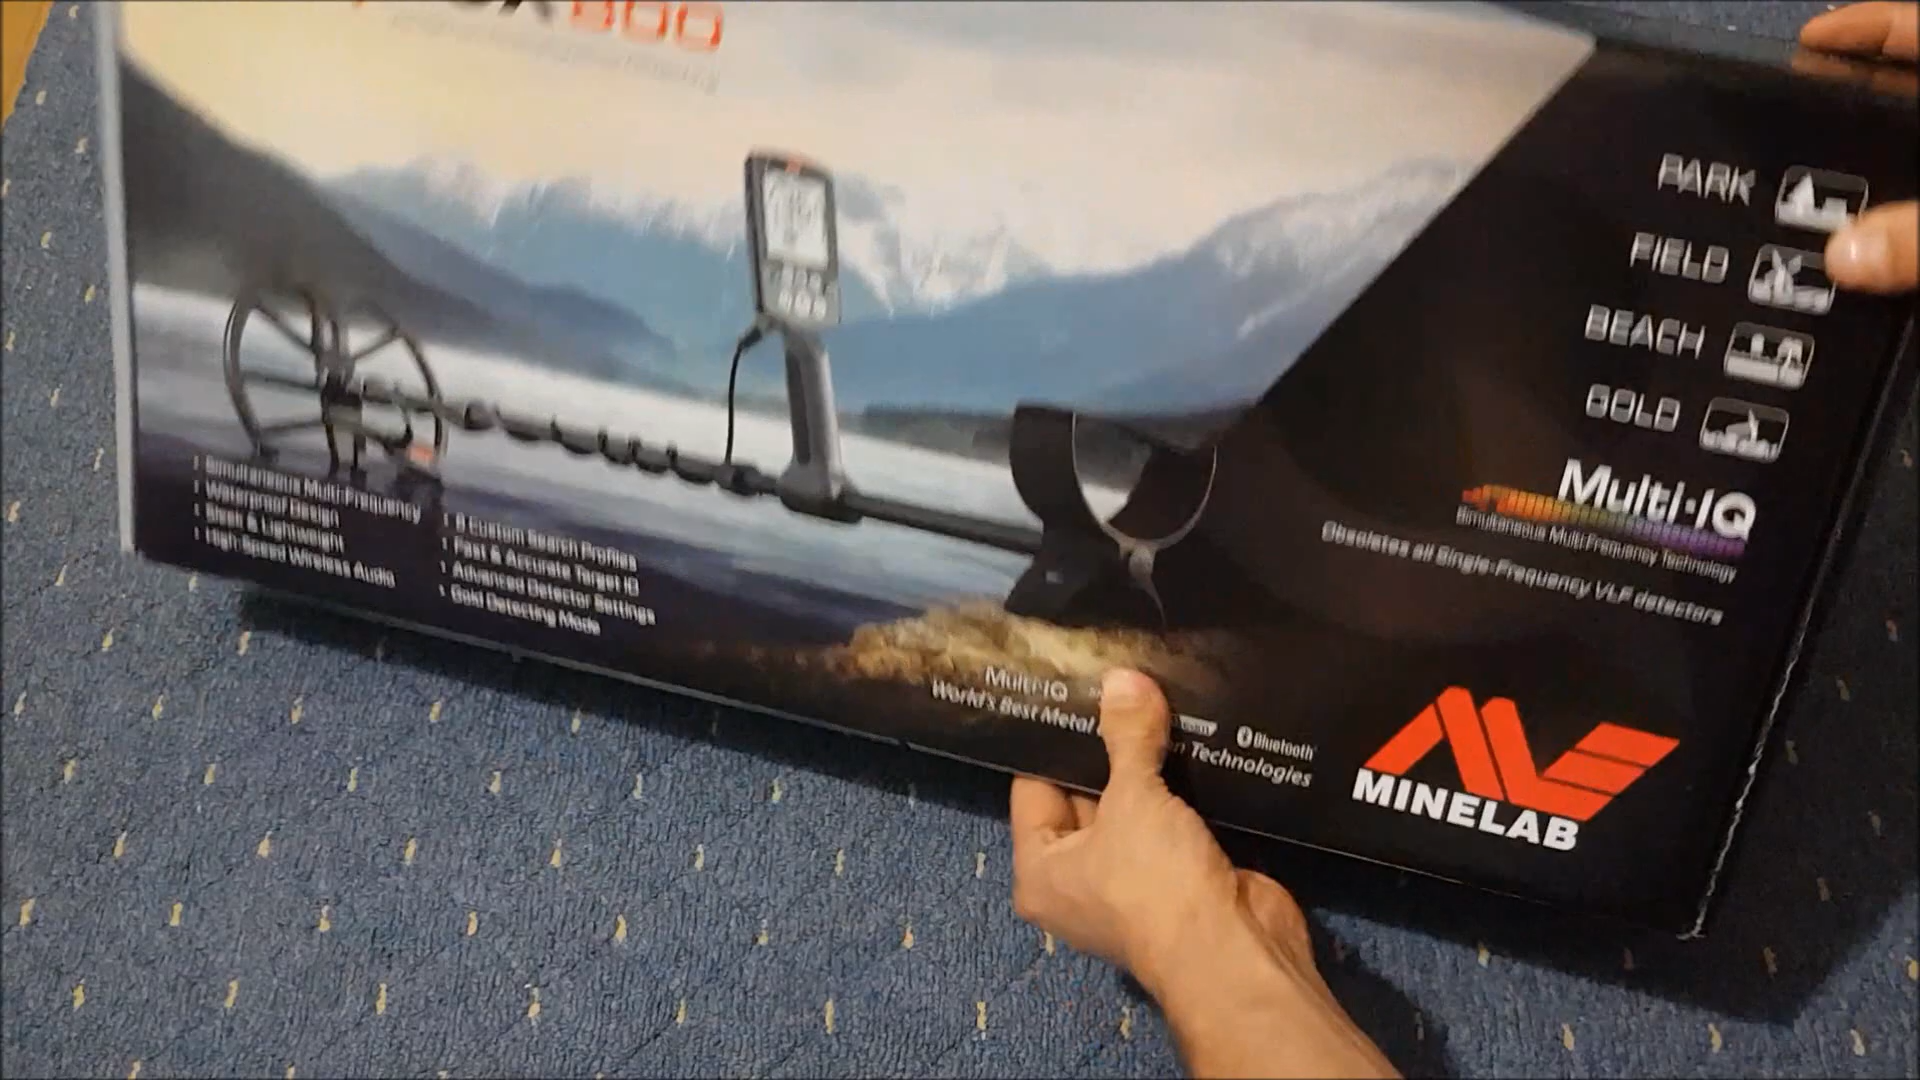 800
PARK
FIELD
BEACH
GOLD
Multi-IQ
Simultaneous Multi-Frequency Technology
Obsoletes all Single-Frequency VLF detectors
Simultaneous Multi-Frequency
Waterproof Design
& Lightweight
High-Speed Wireless Audio
8 Custom Search Profiles
Fast & Accurate Target ID
Advanced Detector Settings
Gold Detecting Mode
Multi-IQ
Bluetooth
World's Best Metal Technologies
MINELAB